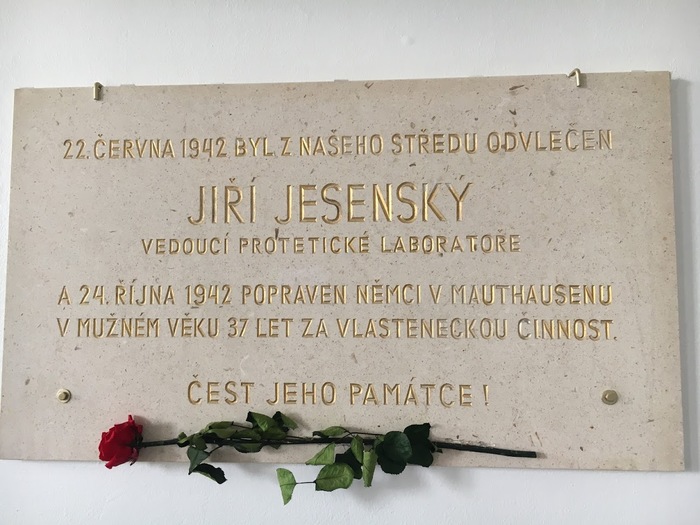 22. ČERVNA 1942 BYL Z NAŠEHO STŘEDU ODVLEČEN
JIŘÍ JESENSKÝ
VEDOUCÍ PROTETICKÉ LABORATOŘE
A 24. ŘÍJNA 1942 POPRAVEN NĚMCI V MAUTHAUSENU
V MUŽNÉM VĚKU 37 LET ZA VLASTENECKOU ČINNOST.
ČEST JEHO PAMÁTCE !